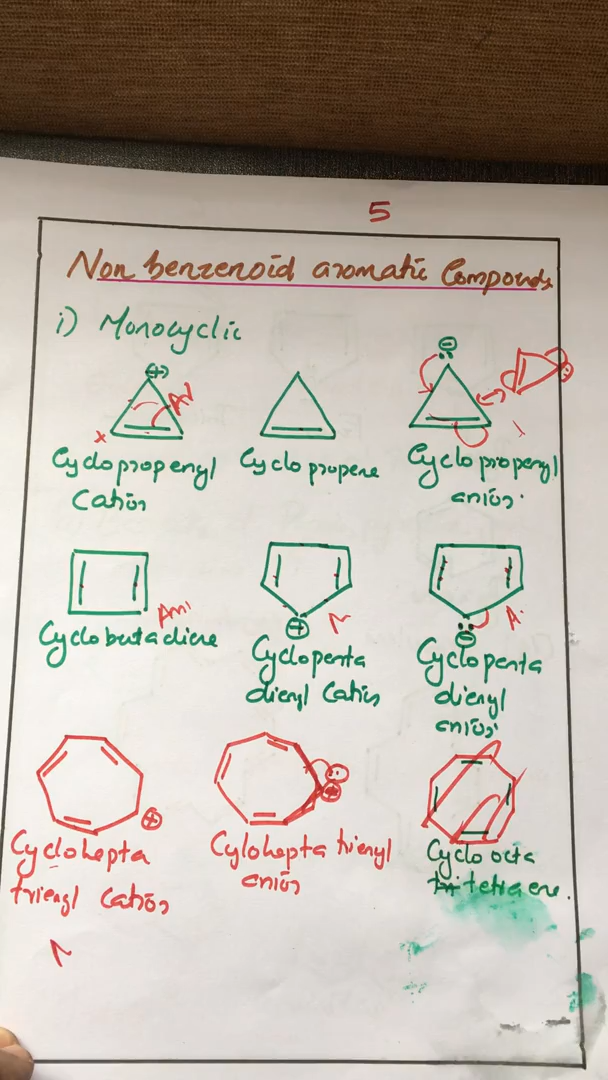 5
Non benzenoid aromatic Compounds
i) Monocyclic
Cyclopropenyl Cation
Cyclopropene
Cyclopropenyl anion.
Cyclobutadiene
Cyclopenta dienyl Cation
Cyclopenta dienyl anion
Cyclohepta trienyl Cation
Cylohepta trienyl anion
Cyclo octa tetraene.